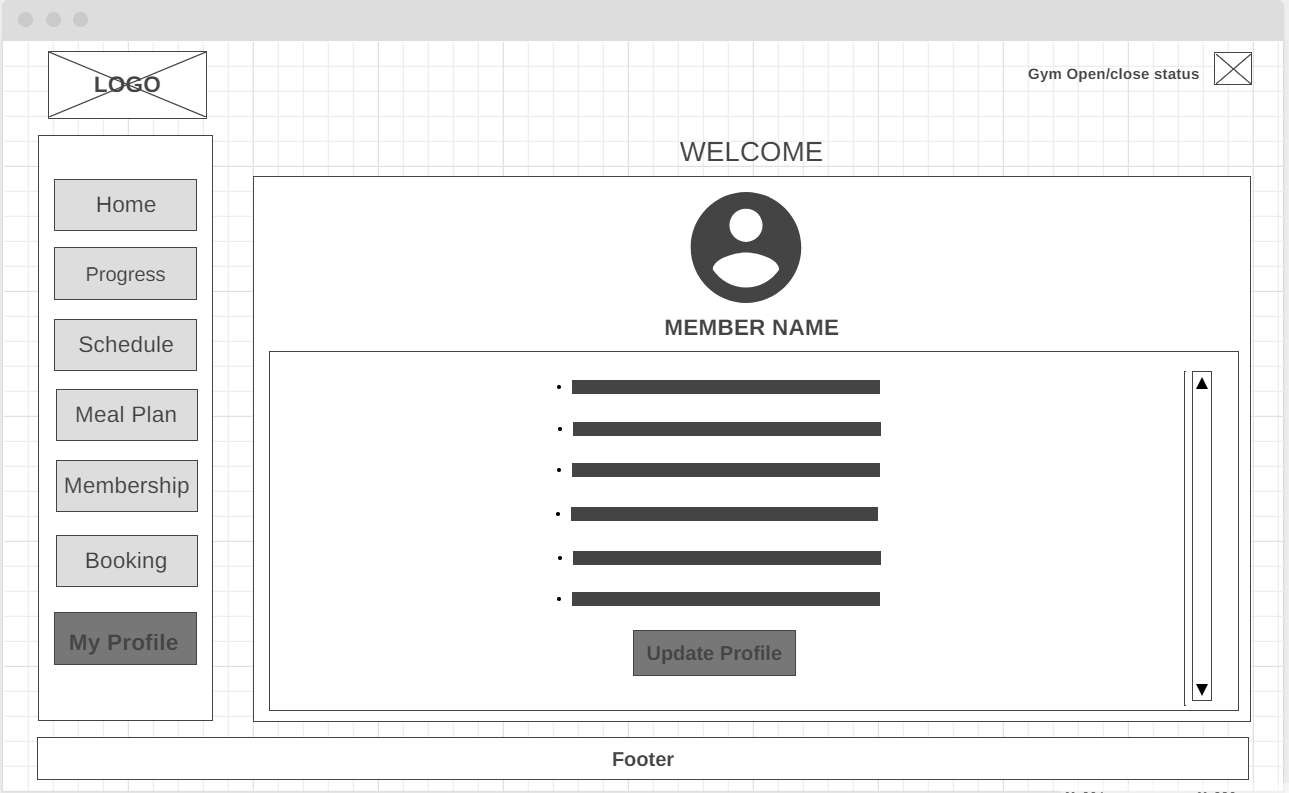 LOGO
Gym Open/close status
WELCOME
Home
Progress
Schedule
Meal Plan
Membership
Booking
My Profile
MEMBER NAME
Update Profile
Footer